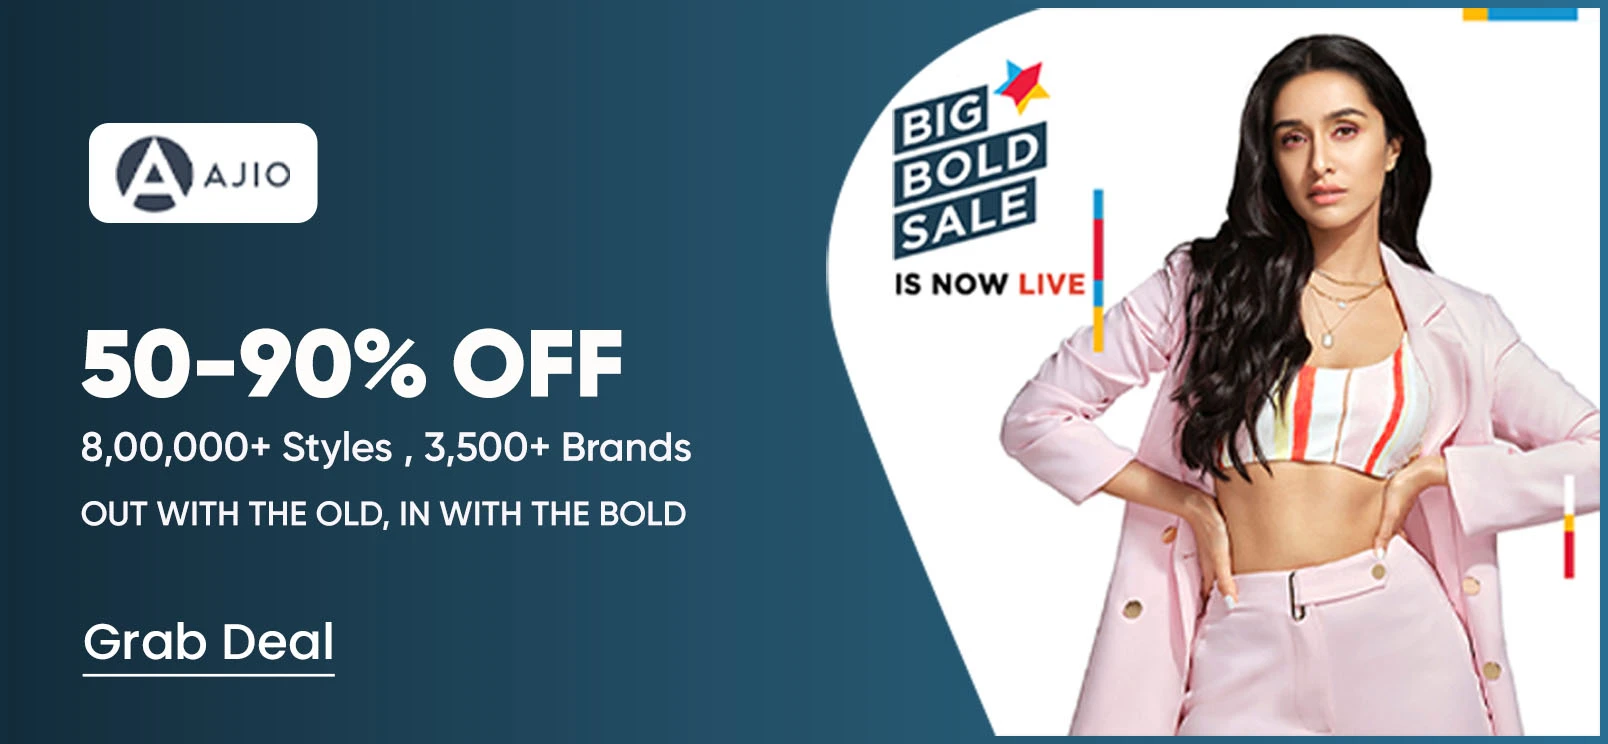 AJIO
50-90% OFF
8,00,000+ Styles , 3,500+ Brands
OUT WITH THE OLD, IN WITH THE BOLD
Grab Deal
BIG
BOLD
SALE
IS NOW LIVE